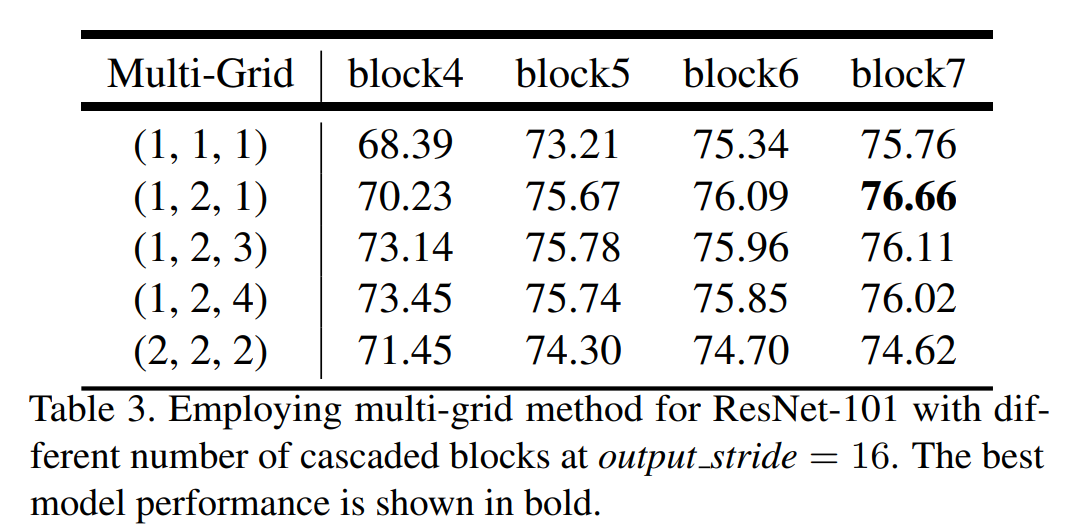 Multi-Grid block4 block5 block6 block7
(1, 1, 1) 68.39 73.21 75.34 75.76
(1, 2, 1) 70.23 75.67 76.09 76.66
(1, 2, 3) 73.14 75.78 75.96 76.11
(1, 2, 4) 73.45 75.74 75.85 76.02
(2, 2, 2) 71.45 74.30 74.70 74.62
Table 3. Employing multi-grid method for ResNet-101 with dif-
ferent number of cascaded blocks at output_stride = 16. The best
model performance is shown in bold.